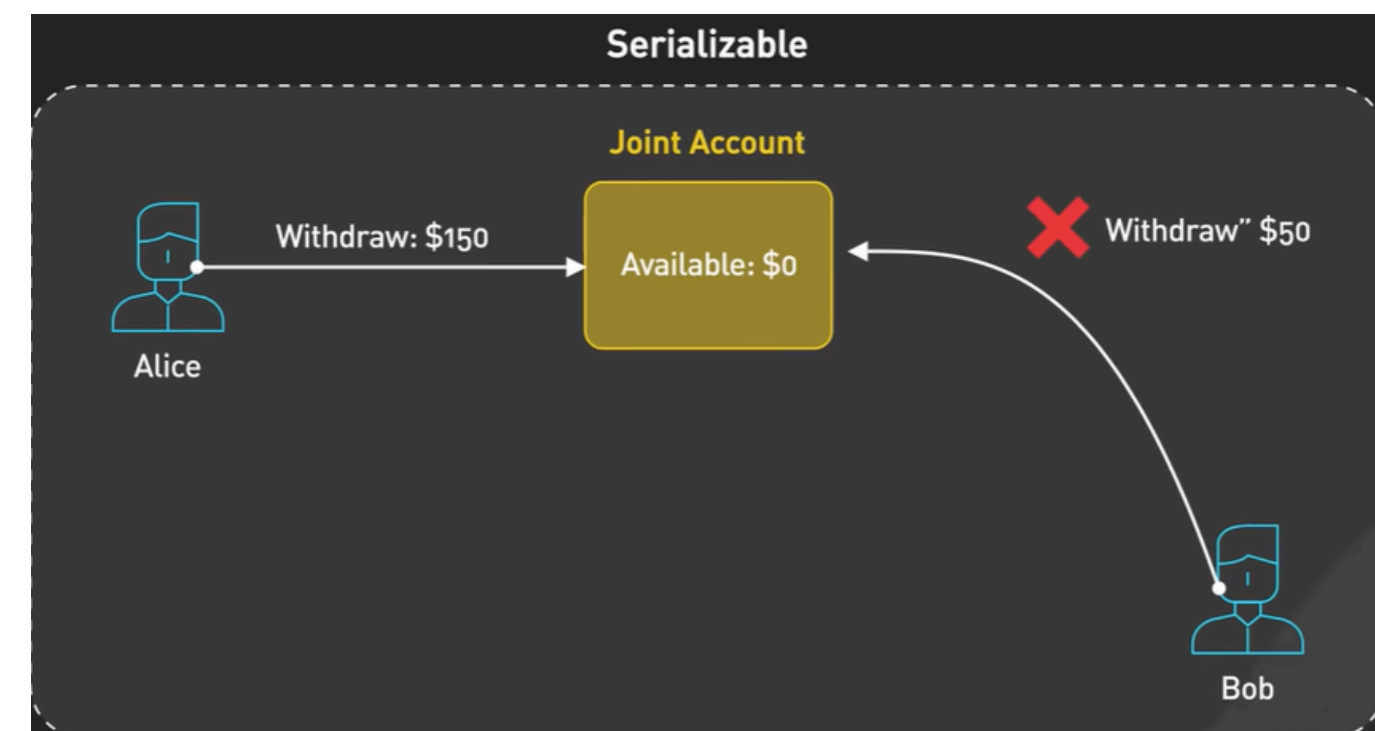 Serializable
Joint Account
Withdraw: $150
Available: $0
Withdraw” $50
Alice
Bob